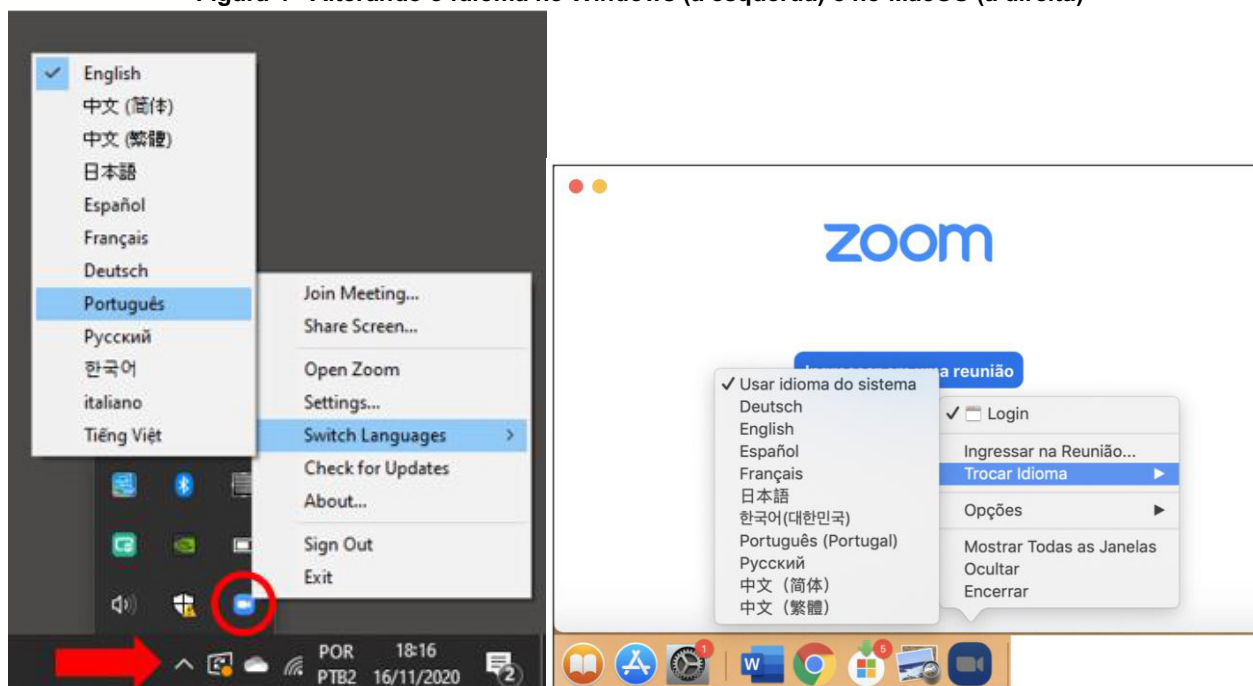 English
中文 (简体)
中文 (繁體)
日本語
Español
Français
Deutsch
Português
Русский
한국어
italiano
Tiếng Việt
Join Meeting...
Share Screen...
Open Zoom
Settings...
Switch Languages
Check for Updates
About...
Sign Out
Exit
POR
PTB2
18:16
16/11/2020
2
zoom
uma reunião
Usar idioma do sistema
Deutsch
English
Español
Français
日本語
한국어(대한민국)
Português (Portugal)
Русский
中文（简体）
中文（繁體）
Login
Ingressar na Reunião...
Trocar Idioma
Opções
Mostrar Todas as Janelas
Ocultar
Encerrar
1
W
5